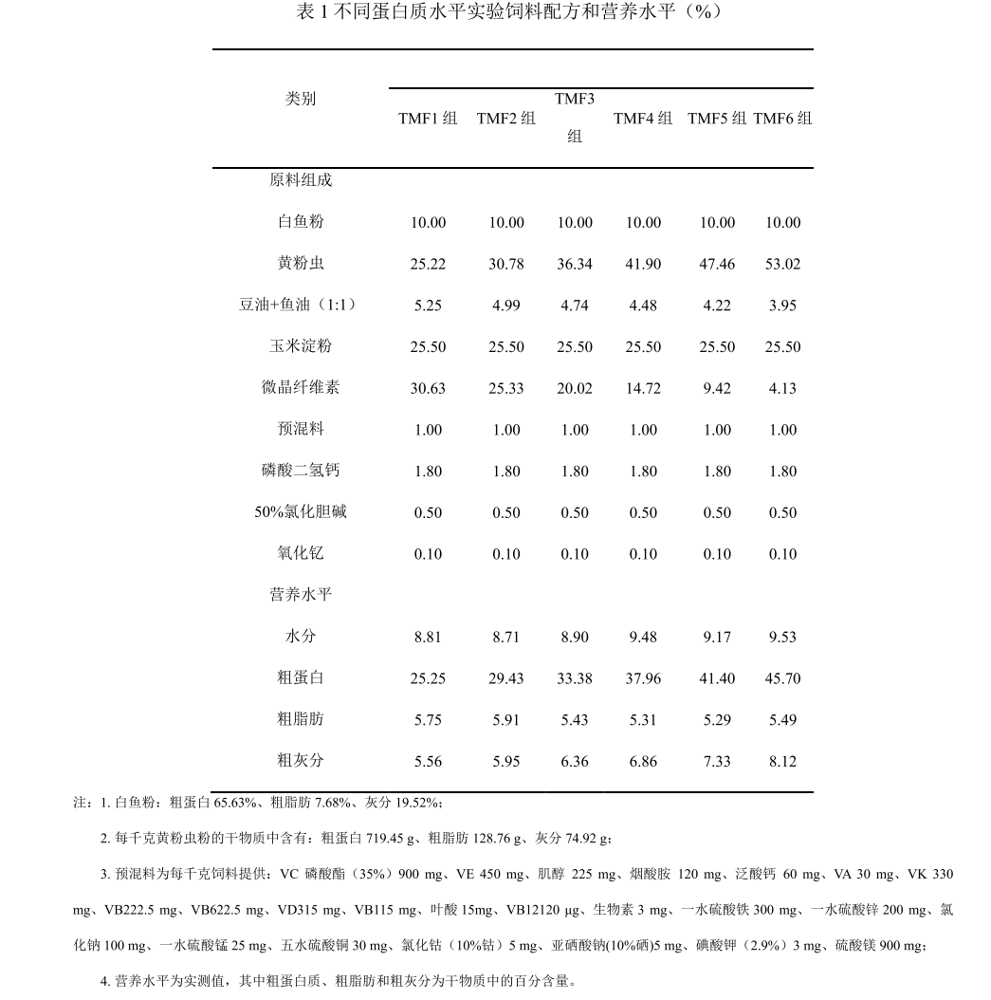 表 1 不同蛋白质水平实验饲料配方和营养水平（%）
类别 TMF1 组 TMF2 组 TMF3 组 TMF4 组 TMF5 组 TMF6 组
原料组成
白鱼粉 10.00 10.00 10.00 10.00 10.00 10.00
黄粉虫 25.22 30.78 36.34 41.90 47.46 53.02
豆油+鱼油（1:1） 5.25 4.99 4.74 4.48 4.22 3.95
玉米淀粉 25.50 25.50 25.50 25.50 25.50 25.50
微晶纤维素 30.63 25.33 20.02 14.72 9.42 4.13
预混料 1.00 1.00 1.00 1.00 1.00 1.00
磷酸二氢钙 1.80 1.80 1.80 1.80 1.80 1.80
50%氯化胆碱 0.50 0.50 0.50 0.50 0.50 0.50
氧化钇 0.10 0.10 0.10 0.10 0.10 0.10
营养水平
水分 8.81 8.71 8.90 9.48 9.17 9.53
粗蛋白 25.25 29.43 33.38 37.96 41.40 45.70
粗脂肪 5.75 5.91 5.43 5.31 5.29 5.49
粗灰分 5.56 5.95 6.36 6.86 7.33 8.12
注：1. 白鱼粉：粗蛋白 65.63%、粗脂肪 7.68%、灰分 19.52%；
2. 每千克黄粉虫粉的干物质中含有：粗蛋白 719.45 g、粗脂肪 128.76 g、灰分 74.92 g；
3. 预混料为每千克饲料提供：VC 磷酸酯（35%）900 mg、VE 450 mg、肌醇 225 mg、烟酸胺 120 mg、泛酸钙 60 mg、VA 30 mg、VK 330
mg、VB222.5 mg、VB622.5 mg、VD315 mg、VB115 mg、叶酸 15mg、VB12120 μg、生物素 3 mg、一水硫酸铁 300 mg、一水硫酸锌 200 mg、氯
化钠 100 mg、一水硫酸锰 25 mg、五水硫酸铜 30 mg、氯化钴（10%钴）5 mg、亚硒酸钠(10%硒)5 mg、碘酸钾（2.9%）3 mg、硫酸镁 900 mg；
4. 营养水平为实测值，其中粗蛋白质、粗脂肪和粗灰分为干物质中的百分含量。